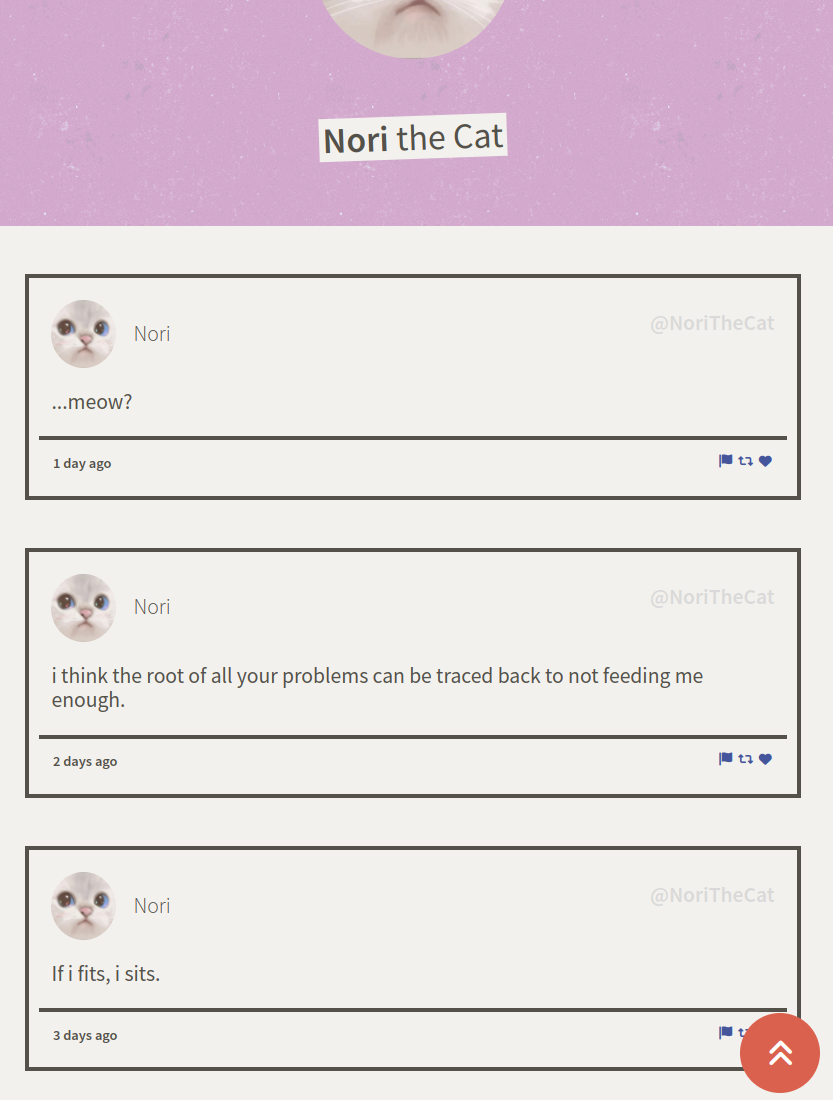 Nori the Cat
Nori
@NoriTheCat
...meow?
1 day ago
Nori
@NoriTheCat
i think the root of all your problems can be traced back to not feeding me
enough.
2 days ago
Nori
@NoriTheCat
If i fits, i sits.
3 days ago